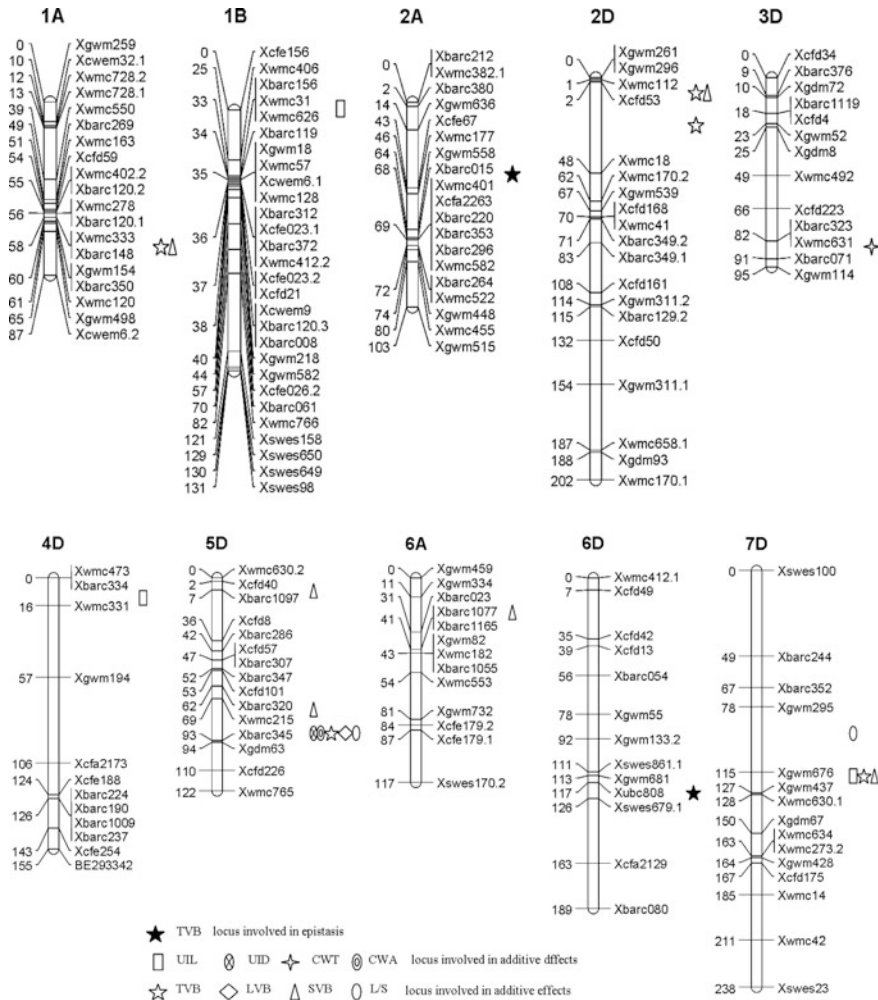 1A
0 Xgwm259
10 Xcwem32.1
12 Xwmc728.2
13 Xwmc728.1
39 Xwmc550
49 Xbarc269
51 Xwmc163
54 Xcfd59
55 Xwmc402.2
Xbarc120.2
56 Xwmc278
Xbarc120.1
58 Xwmc333
Xbarc148
60 Xgwm154
Xbarc350
61 Xwmc120
65 Xgwm498
87 Xcwem6.2
1B
0 Xcfe156
25 Xwmc406
Xbarc156
33 Xwmc31
Xwmc626
34 Xbarc119
Xgwm18
35 Xwmc57
Xcwem6.1
Xwmc128
Xbarc312
36 Xcfe023.1
Xbarc372
Xwmc412.2
37 Xcfe023.2
Xcfd21
Xcwem9
38 Xbarc120.3
Xbarc008
40 Xgwm218
44 Xgwm582
57 Xcfe026.2
70 Xbarc061
82 Xwmc766
121 Xswes158
129 Xswes650
130 Xswes649
131 Xswes98
2A
0 Xbarc212
Xwmc382.1
2 Xbarc380
14 Xgwm636
43 Xcfe67
46 Xwmc177
64 Xgwm558
68 Xbarc015
Xwmc401
Xcfa2263
Xbarc220
69 Xbarc353
Xbarc296
Xwmc582
Xbarc264
72 Xwmc522
74 Xgwm448
80 Xwmc455
103 Xgwm515
2D
0 Xgwm261
Xgwm296
1 Xwmc112
2 Xcfd53
48 Xwmc18
62 Xwmc170.2
67 Xgwm539
70 Xcfd168
Xwmc41
71 Xbarc349.2
83 Xbarc349.1
108 Xcfd161
114 Xgwm311.2
115 Xbarc129.2
132 Xcfd50
154 Xgwm311.1
187 Xwmc658.1
188 Xgdm93
202 Xwmc170.1
3D
0 Xcfd34
9 Xbarc376
10 Xgdm72
18 Xbarc1119
Xcfd4
23 Xgwm52
25 Xgdm8
49 Xwmc492
66 Xcfd223
82 Xbarc323
Xwmc631
91 Xbarc071
95 Xgwm114
4D
0 Xwmc473
Xbarc334
16 Xwmc331
57 Xgwm194
106 Xcfa2173
124 Xcfe188
Xbarc224
126 Xbarc190
Xbarc1009
Xbarc237
143 Xcfe254
155 BE293342
5D
0 Xwmc630.2
2 Xcfd40
7 Xbarc1097
36 Xcfd8
42 Xbarc286
47 Xcfd57
Xbarc307
52 Xbarc347
53 Xcfd101
62 Xbarc320
69 Xwmc215
93 Xbarc345
94 Xgdm63
110 Xcfd226
122 Xwmc765
6A
0 Xgwm459
11 Xgwm334
31 Xbarc023
41 Xbarc1077
Xbarc1165
Xgwm82
43 Xwmc182
Xbarc1055
54 Xwmc553
81 Xgwm732
84 Xcfe179.2
87 Xcfe179.1
117 Xswes170.2
6D
0 Xwmc412.1
7 Xcfd49
35 Xcfd42
39 Xcfd13
56 Xbarc054
78 Xgwm55
92 Xgwm133.2
111 Xswes861.1
113 Xgwm681
117 Xubc808
126 Xswes679.1
163 Xcfa2129
189 Xbarc080
7D
0 Xswes100
49 Xbarc244
67 Xbarc352
78 Xgwm295
115 Xgwm676
127 Xgwm437
128 Xwmc630.1
150 Xgdm67
163 Xwmc634
Xwmc273.2
164 Xgwm428
167 Xcfd175
185 Xwmc14
211 Xwmc42
238 Xswes23
TVB locus involved in epistasis
UIL UID CWT CWA locus involved in additive dffects
TVB LVB SVB L/S locus involved in additive effects